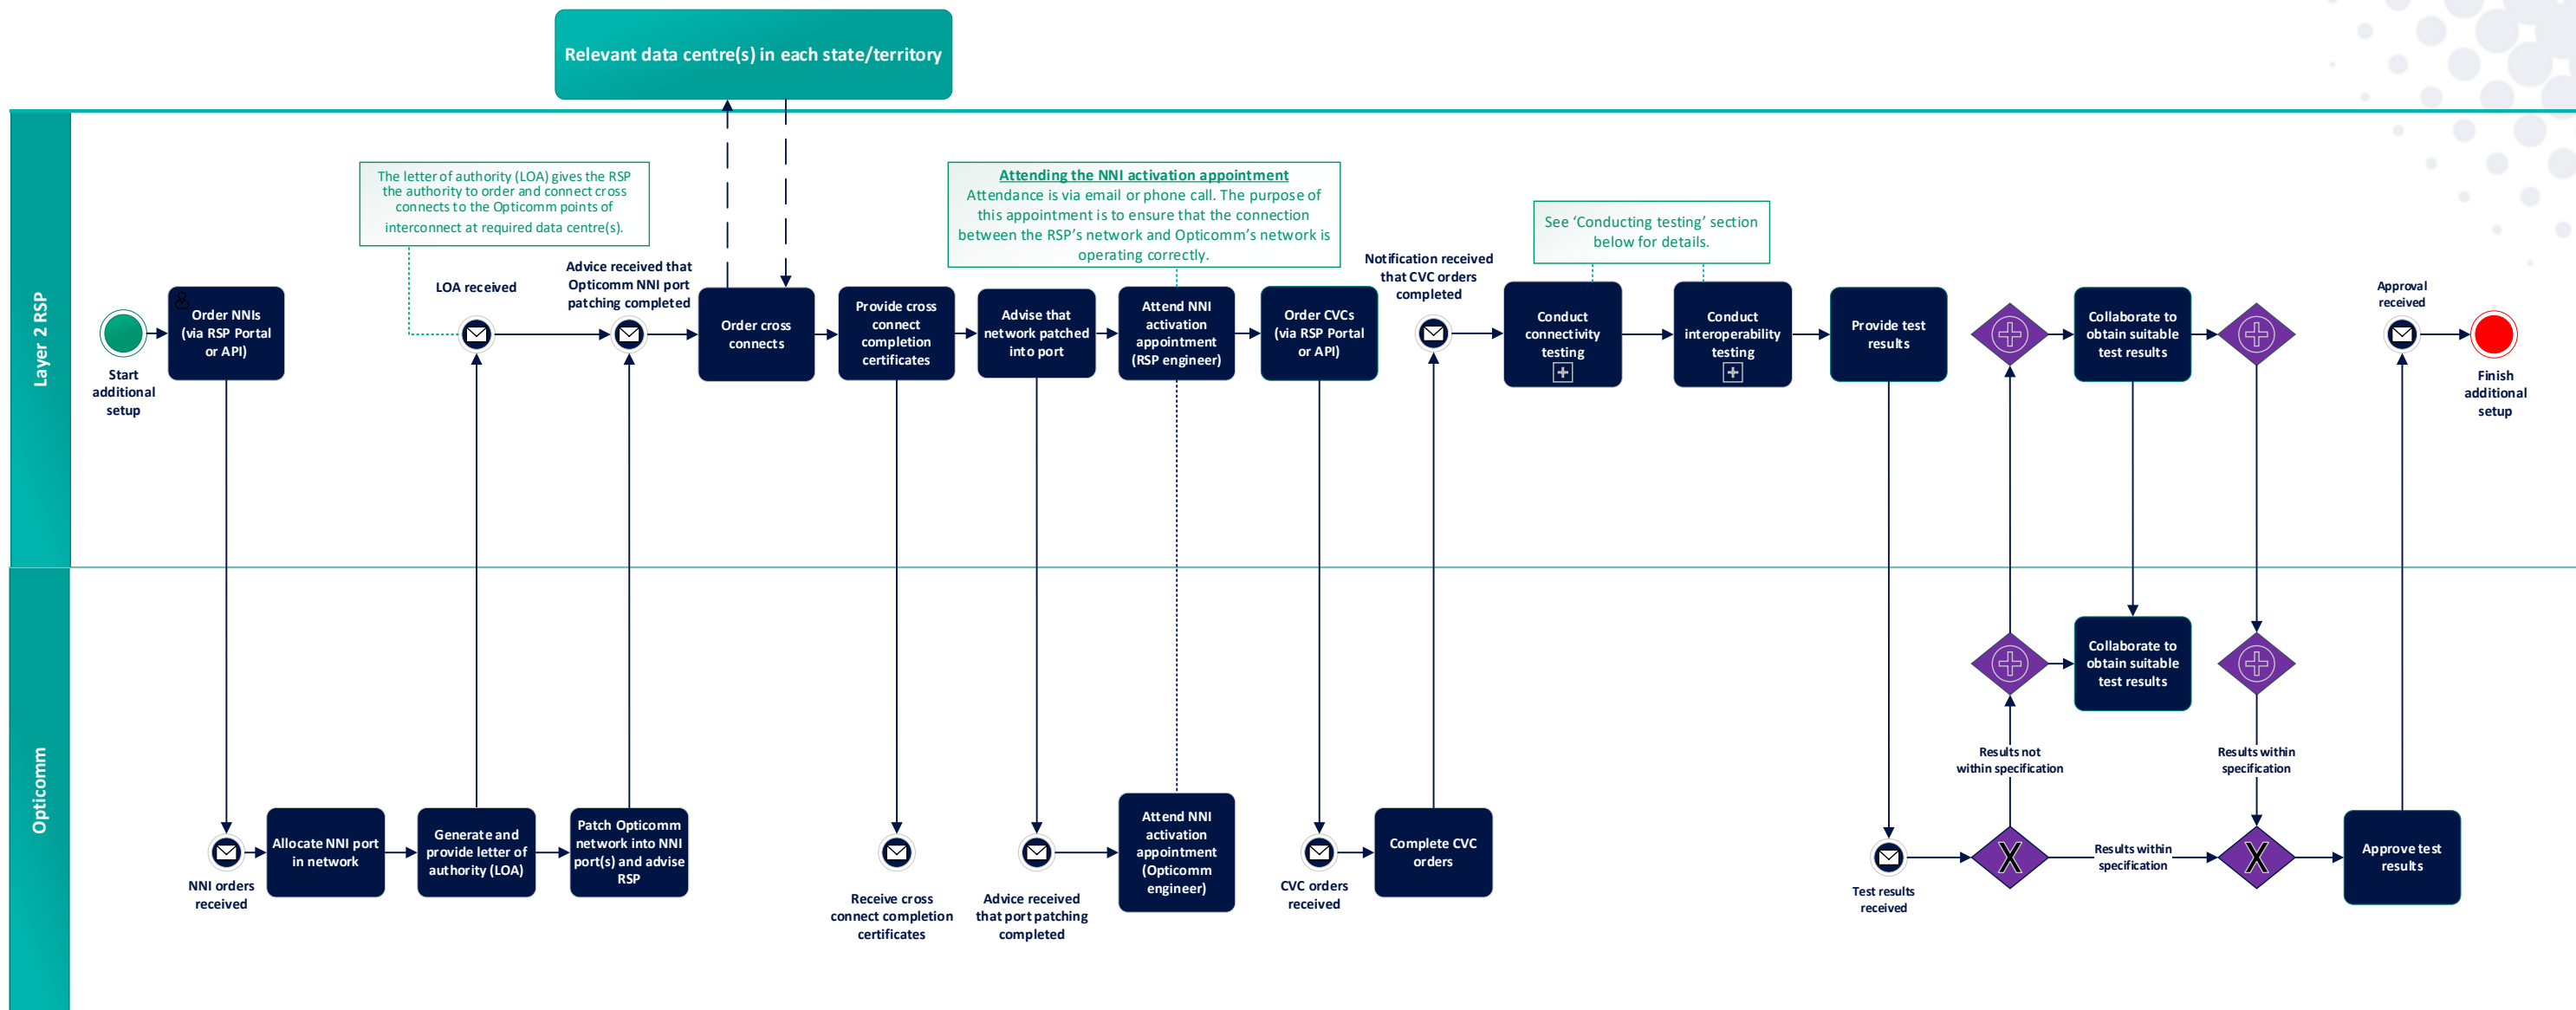 Relevant data centre(s) in each state/territory
Layer 2 RSP
The letter of authority (LOA) gives the RSP
the authority to order and connect cross
connects to the Opticomm points of
interconnect at required data centre(s).
Attending the NNI activation appointment
Attendance is via email or phone call. The purpose of
this appointment is to ensure that the connection
between the RSP's network and Opticomm's network is
operating correctly.
See ‘Conducting testing’ section
below for details.
Start
additional
setup
Order NNIs
(via RSP Portal
or API)
LOA received
Advice received that
Opticomm NNI port
patching completed
Order cross
connects
Provide cross
connect
completion
certificates
Advise that
network patched
into port
Attend NNI
activation
appointment
(RSP engineer)
Order CVCs
(via RSP Portal
or API)
Notification received
that CVC orders
completed
Conduct
connectivity
testing
Conduct
interoperability
testing
Provide test
results
Collaborate to
obtain suitable
test results
Approval
received
Finish
additional
setup
Opticomm
NNI orders
received
Allocate NNI port
in network
Generate and
provide letter of
authority (LOA)
Patch Opticomm
network into NNI
port(s) and advise
RSP
Receive cross
connect completion
certificates
Advice received
that port patching
completed
Attend NNI
activation
appointment
(Opticomm
engineer)
CVC orders
received
Complete CVC
orders
Test results
received
Results not
within specification
Collaborate to
obtain suitable
test results
Results within
specification
Results within
specification
Approve test
results